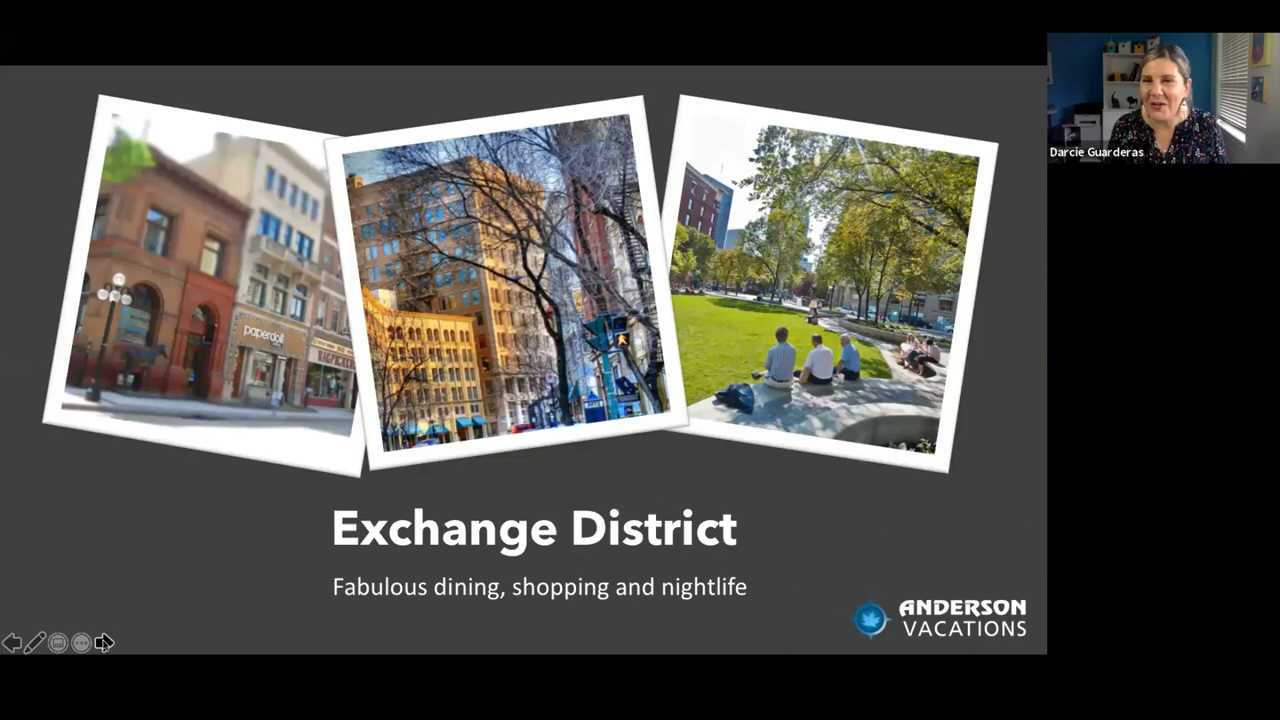 Darcie Guarderas
paperdoll
Exchange District
Fabulous dining, shopping and nightlife
ANDERSON
VACATIONS